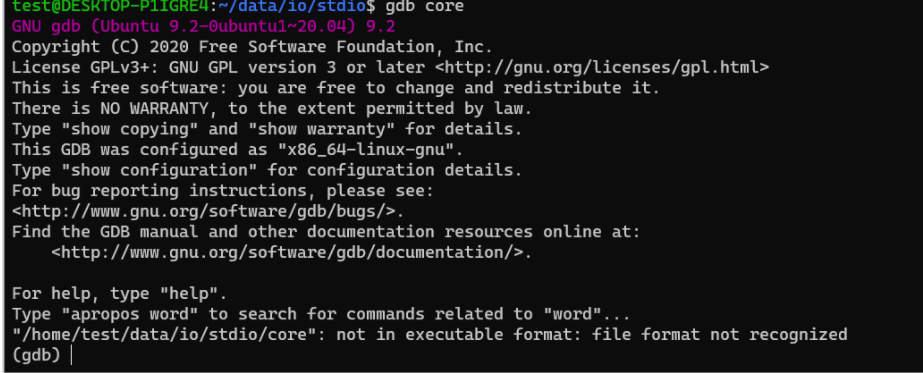 test@DESKTOP-P1IGRE4:~/data/io/stdio$ gdb core
GNU gdb (Ubuntu 9.2-0ubuntu1~20.04) 9.2
Copyright (C) 2020 Free Software Foundation, Inc.
License GPLv3+: GNU GPL version 3 or later <http://gnu.org/licenses/gpl.html>
This is free software: you are free to change and redistribute it.
There is NO WARRANTY, to the extent permitted by law.
Type "show copying" and "show warranty" for details.
This GDB was configured as "x86_64-linux-gnu".
Type "show configuration" for configuration details.
For bug reporting instructions, please see:
<http://www.gnu.org/software/gdb/bugs/>.
Find the GDB manual and other documentation resources online at:
    <http://www.gnu.org/software/gdb/documentation/>.

For help, type "help".
Type "apropos word" to search for commands related to "word"...
"/home/test/data/io/stdio/core": not in executable format: file format not recognized
(gdb)